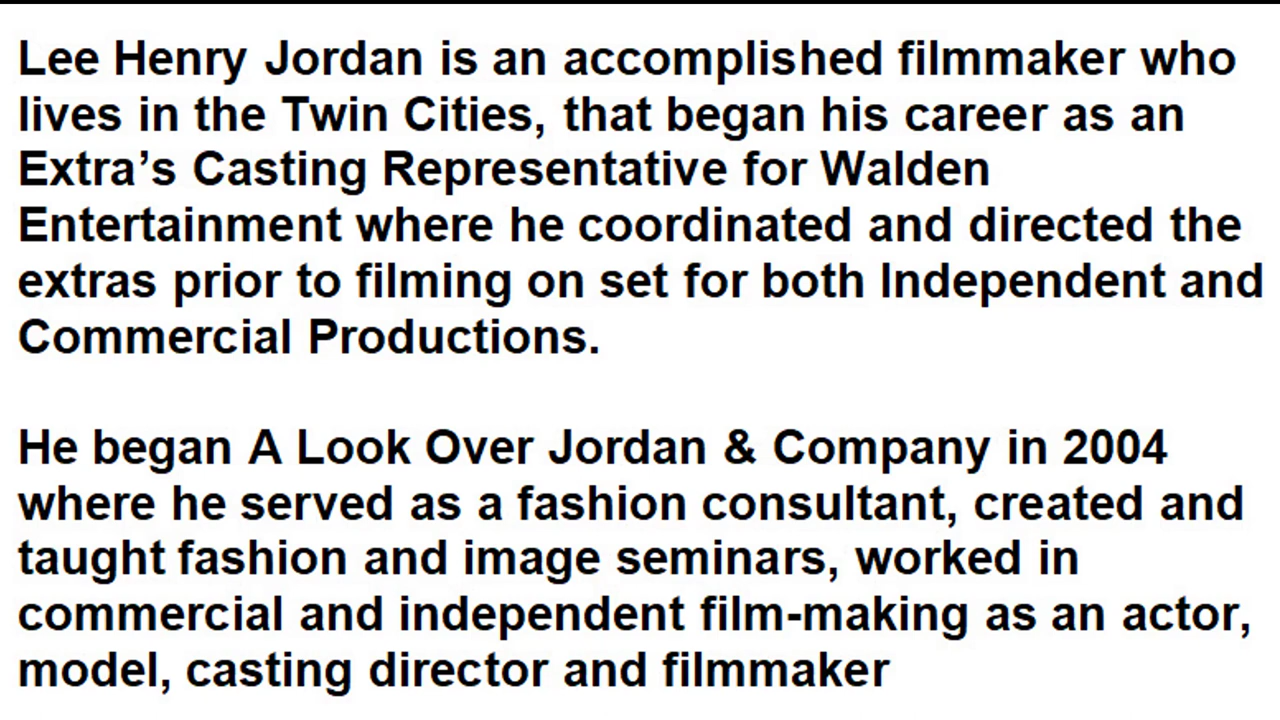 Lee Henry Jordan is an accomplished filmmaker who
lives in the Twin Cities, that began his career as an
Extra’s Casting Representative for Walden
Entertainment where he coordinated and directed the
extras prior to filming on set for both Independent and
Commercial Productions.
He began A Look Over Jordan & Company in 2004
where he served as a fashion consultant, created and
taught fashion and image seminars, worked in
commercial and independent film-making as an actor,
model, casting director and filmmaker